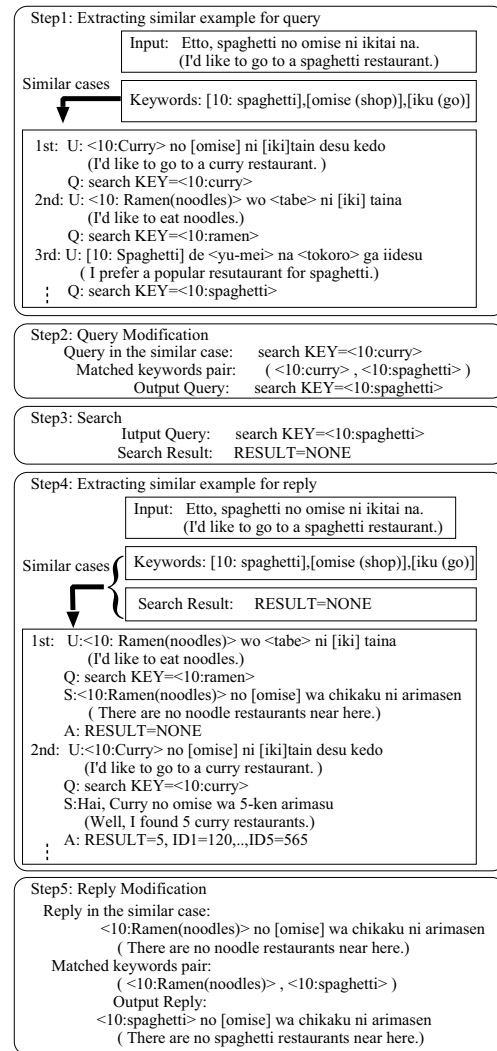 Step1: Extracting similar example for query
Input: Etto, spaghetti no omise ni ikitai na.
(I'd like to go to a spaghetti restaurant.)
Similar cases
Keywords: [10: spaghetti],[omise (shop)],[iku (go)]
1st: U: <10:Curry> no [omise] ni [iki]tain desu kedo
(I'd like to go to a curry restaurant. )
Q: search KEY=<10:curry>
2nd: U: <10: Ramen(noodles)> wo <tabe> ni [iki] taina
(I'd like to eat noodles.)
Q: search KEY=<10:ramen>
3rd: U: [10: Spaghetti] de <yu-mei> na <tokoro> ga iidesu
( I prefer a popular resutaurant for spaghetti.)
Q: search KEY=<10:spaghetti>
Step2: Query Modification
Query in the similar case: search KEY=<10:curry>
Matched keywords pair: ( <10:curry> , <10:spaghetti> )
Output Query: search KEY=<10:spaghetti>
Step3: Search
Iutput Query: search KEY=<10:spaghetti>
Search Result: RESULT=NONE
Step4: Extracting similar example for reply
Input: Etto, spaghetti no omise ni ikitai na.
(I'd like to go to a spaghetti restaurant.)
Similar cases
Keywords: [10: spaghetti],[omise (shop)],[iku (go)]
Search Result: RESULT=NONE
1st: U:<10: Ramen(noodles)> wo <tabe> ni [iki] taina
(I'd like to eat noodles.)
Q: search KEY=<10:ramen>
S:<10:Ramen(noodles)> no [omise] wa chikaku ni arimasen
( There are no noodle restaurants near here.)
A: RESULT=NONE
2nd: U:<10:Curry> no [omise] ni [iki]tain desu kedo
(I'd like to go to a curry restaurant. )
Q: search KEY=<10:curry>
S:Hai, Curry no omise wa 5-ken arimasu
(Well, I found 5 curry restaurants.)
A: RESULT=5, ID1=120,..,ID5=565
Step5: Reply Modification
Reply in the similar case:
<10:Ramen(noodles)> no [omise] wa chikaku ni arimasen
( There are no noodle restaurants near here.)
Matched keywords pair:
( <10:Ramen(noodles)> , <10:spaghetti> )
Output Reply:
<10:spaghetti> no [omise] wa chikaku ni arimasen
( There are no spaghetti restaurants near here.)